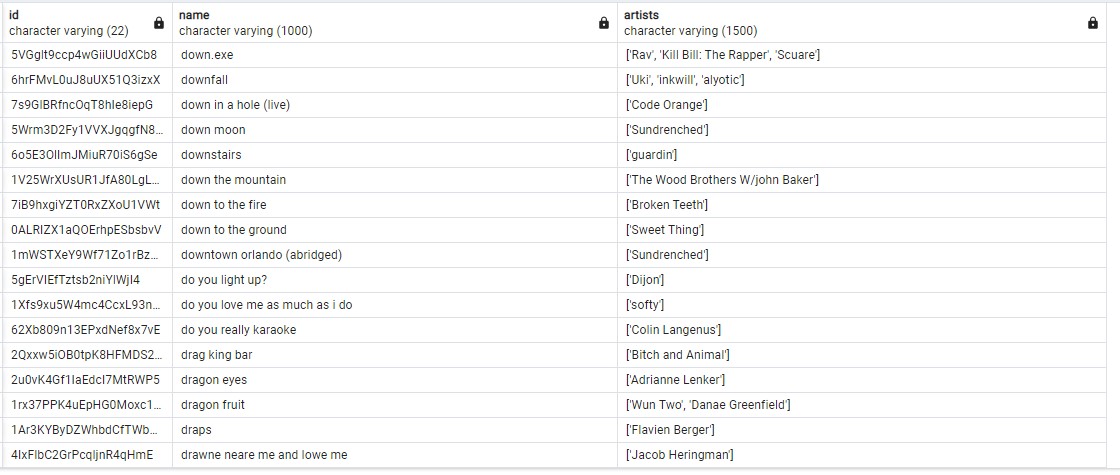 id name artists
character varying (22) character varying (1000) character varying (1500)
5VGglt9ccp4wGiiUUdXCb8 down.exe ['Rav', 'Kill Bill: The Rapper', 'Scuare']
6hrFMvL0uJ8uUX51Q3izxX downfall ['Uki', 'inkwill', 'alyotic']
7s9GlBRfncOqT8hIe8iepG down in a hole (live) ['Code Orange']
5Wrm3D2Fy1VVXJgqgfN8... down moon ['Sundrenched']
6o5E3OIlmJMiuR70iS6gSe downstairs ['guardin']
1V25WrXUsUR1JfA80LgL... down the mountain ['The Wood Brothers W/john Baker']
7iB9hxgiYZT0RxZXoU1VWt down to the fire ['Broken Teeth']
0ALRIZX1aQOErhpESbsbvV down to the ground ['Sweet Thing']
1mWSTXeY9Wf71Zo1rBz... downtown orlando (abridged) ['Sundrenched']
5gErVIEfTztsb2niYlWjI4 do you light up? ['Dijon']
1Xfs9xu5W4mc4CcxL93n... do you love me as much as i do ['softy']
62Xb809n13EPxdNef8x7vE do you really karaoke ['Colin Langenus']
2Qxxw5iOB0tpK8HFMDS2... drag king bar ['Bitch and Animal']
2u0vK4Gf1IaEdcI7MtRWP5 dragon eyes ['Adrianne Lenker']
1rx37PPK4uEpHG0Moxc1... dragon fruit ['Wun Two', 'Danae Greenfield']
1Ar3KYByDZWhbdCfTWb... draps ['Flavien Berger']
4IxFlbC2GrPcqIjnR4qHmE drawne neare me and lowe me ['Jacob Heringman']